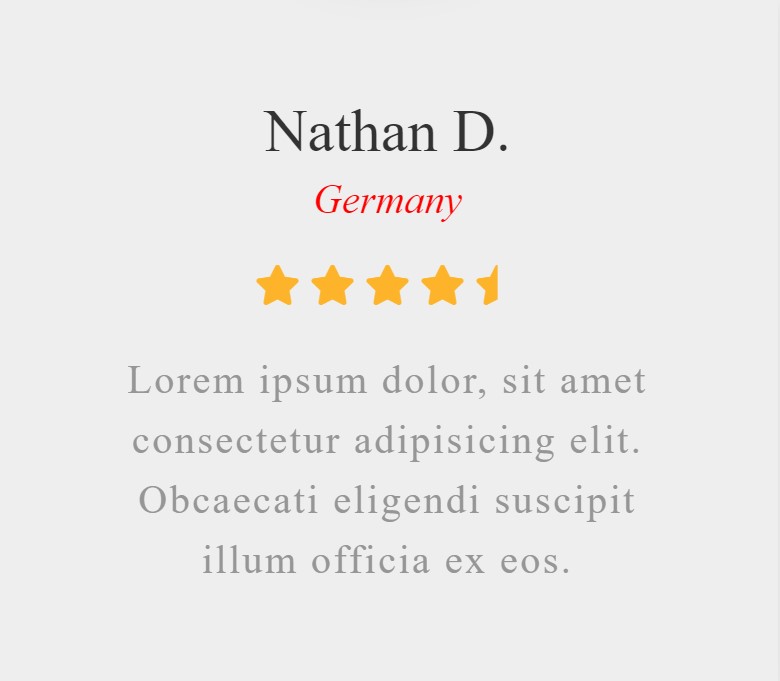 Nathan D.
Germany
Lorem ipsum dolor, sit amet
consectetur adipisicing elit.
Obcaecati eligendi suscipit
illum officia ex eos.